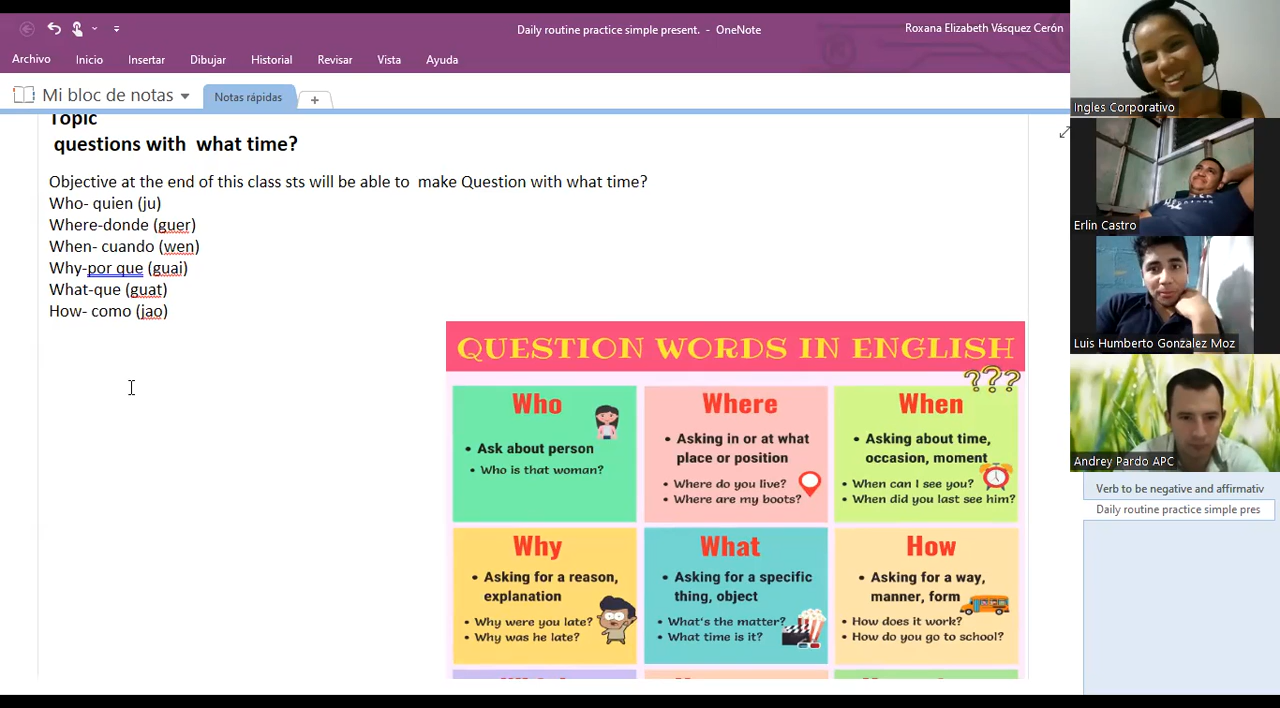 Daily routine practice simple present. - OneNote
Roxana Elizabeth Vásquez Cerón
Archivo Inicio Insertar Dibujar Historial Revisar Vista Ayuda
Mi bloc de notas
Notas rápidas
+
Topic
questions with what time?
Objective at the end of this class sts will be able to make Question with what time?
Who- quien (ju)
Where-donde (guer)
When- cuando (wen)
Why-por que (guai)
What-que (guat)
How- como (jao)
QUESTION WORDS IN ENGLISH
???
Who
• Ask about person
• Who is that woman?
Where
• Asking in or at what
place or position
• Where do you live?
• Where are my boots?
When
• Asking about time,
occasion, moment
• When can I see you?
• When did you last see him?
Why
• Asking for a reason,
explanation
• Why were you late?
• Why was he late?
What
• Asking for a specific
thing, object
• What's the matter?
• What time is it?
How
• Asking for a way,
manner, form
• How does it work?
• How do you go to school?
Ingles Corporativo
Erlin Castro
Luis Humberto Gonzalez Moz
Andrey Pardo APC
Verb to be negative and affirmativ
Daily routine practice simple pres